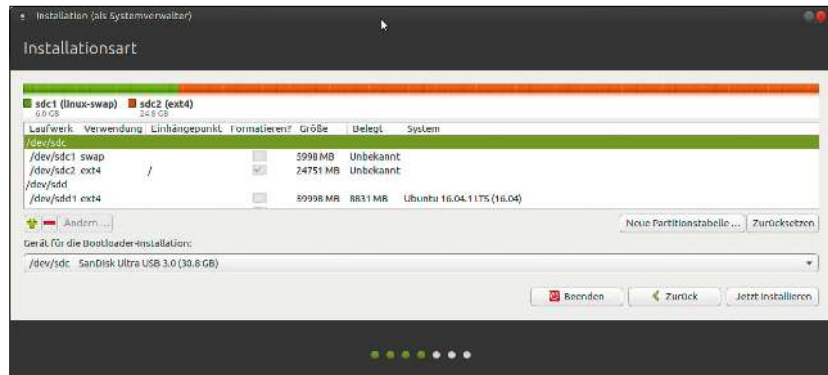 Installation (als Systemverwalter)
Installationsart
sdc1 (linux-swap) sdc2 (ext4)
6.0 GB 24.8 GB
Laufwerk Verwendung Einhängepunkt Formatieren? Größe Belegt System
/dev/sdc
/dev/sdc1 swap 5998 MB Unbekannt
/dev/sdc2 ext4 / 24751 MB Unbekannt
/dev/sdd
/dev/sdd1 ext4 39998 MB 8831 MB Ubuntu 16.04.1 LTS (16.04)
Ändern ... Neue Partitionstabelle ... Zurücksetzen
Gerät für die Bootloader-Installation:
/dev/sdc SanDisk Ultra USB 3.0 (30.8 GB)
Beenden Zurück Jetzt installieren